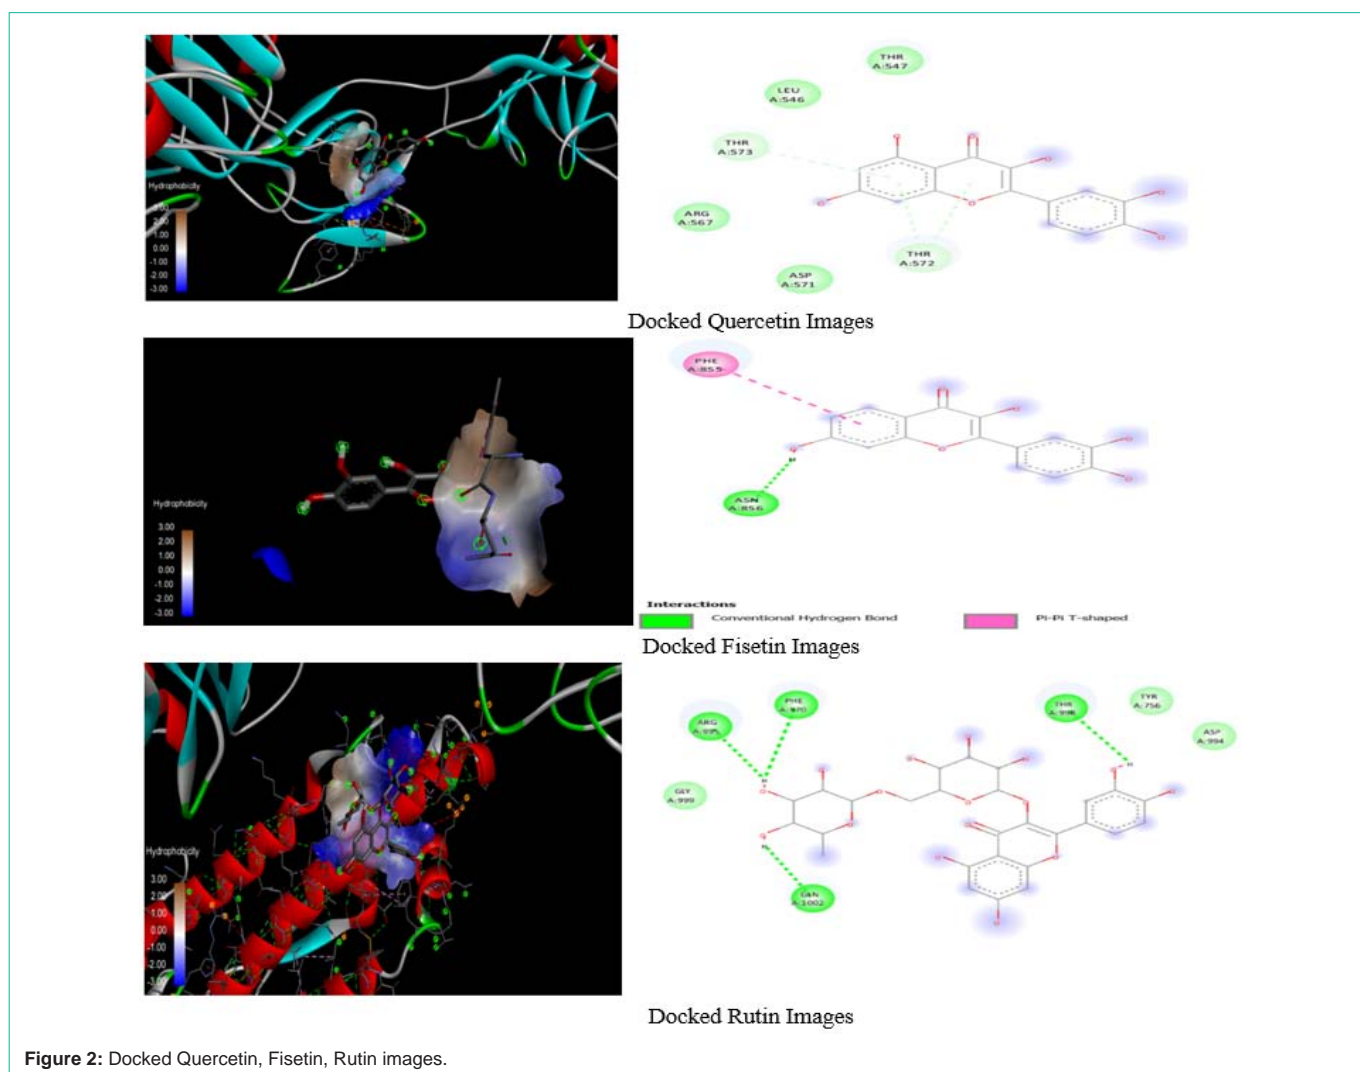 Hydrophobicity
3.00
2.00
1.00
0.00
-1.00
-2.00
-3.00
THR
A:547
LEU
A:546
THR
A:573
ARG
A:567
THR
A:572
ASP
A:571
Docked Quercetin Images
Hydrophobicity
3.00
2.00
1.00
0.00
-1.00
-2.00
-3.00
PHE
A:855
H
ASN
A:856
Interactions
Conventional Hydrogen Bond
Pi-Pi T-shaped
Docked Fisetin Images
Hydrophobicity
3.00
2.00
1.00
0.00
-1.00
-2.00
ARG
PHE
THR
TYR
A:756
ASP
A:994
GLY
A:999
H
H
H
GLN
A:1002
Docked Rutin Images
Figure 2: Docked Quercetin, Fisetin, Rutin images.